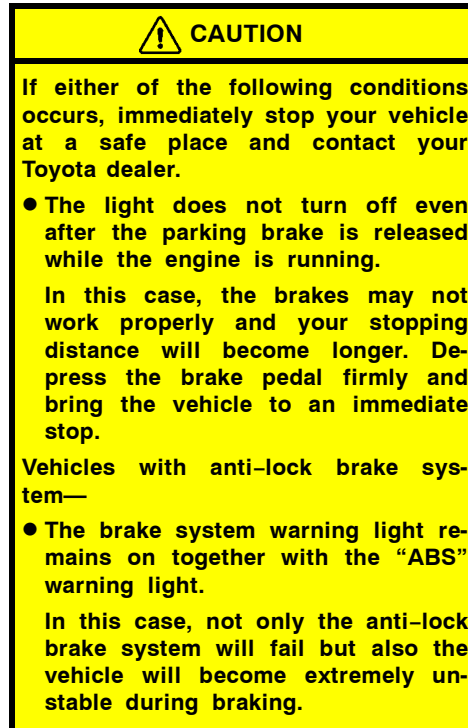 CAUTION
If either of the following conditions
occurs, immediately stop your vehicle
at a safe place and contact your
Toyota dealer.
● The light does not turn off even
after the parking brake is released
while the engine is running.
In this case, the brakes may not
work properly and your stopping
distance will become longer. De-
press the brake pedal firmly and
bring the vehicle to an immediate
stop.
Vehicles with anti−lock brake sys-
tem—
● The brake system warning light re-
mains on together with the “ABS”
warning light.
In this case, not only the anti−lock
brake system will fail but also the
vehicle will become extremely un-
stable during braking.